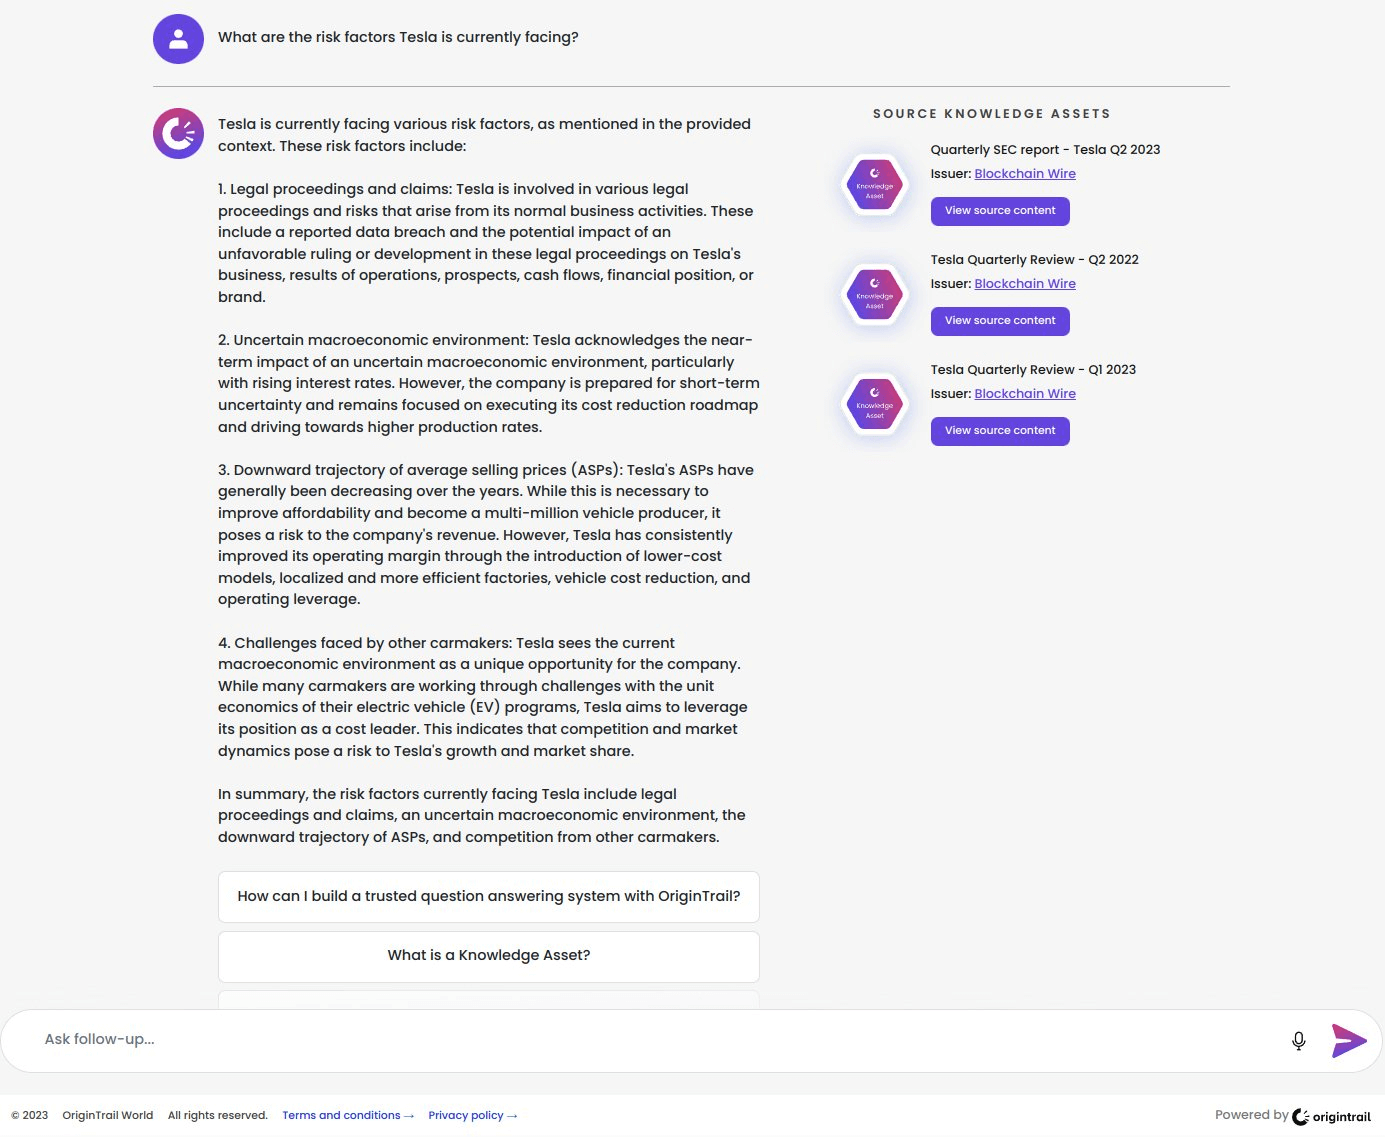 What are the risk factors Tesla is currently facing?
Tesla is currently facing various risk factors, as mentioned in the provided
context. These risk factors include:
1. Legal proceedings and claims: Tesla is involved in various legal
proceedings and risks that arise from its normal business activities. These
include a reported data breach and the potential impact of an
unfavorable ruling or development in these legal proceedings on Tesla's
business, results of operations, prospects, cash flows, financial position, or
brand.
2. Uncertain macroeconomic environment: Tesla acknowledges the near-
term impact of an uncertain macroeconomic environment, particularly
with rising interest rates. However, the company is prepared for short-term
uncertainty and remains focused on executing its cost reduction roadmap
and driving towards higher production rates.
3. Downward trajectory of average selling prices (ASPs): Tesla's ASPs have
generally been decreasing over the years. While this is necessary to
improve affordability and become a multi-million vehicle producer, it
poses a risk to the company's revenue. However, Tesla has consistently
improved its operating margin through the introduction of lower-cost
models, localized and more efficient factories, vehicle cost reduction, and
operating leverage.
4. Challenges faced by other carmakers: Tesla sees the current
macroeconomic environment as a unique opportunity for the company.
While many carmakers are working through challenges with the unit
economics of their electric vehicle (EV) programs, Tesla aims to leverage
its position as a cost leader. This indicates that competition and market
dynamics pose a risk to Tesla's growth and market share.
In summary, the risk factors currently facing Tesla include legal
proceedings and claims, an uncertain macroeconomic environment, the
downward trajectory of ASPs, and competition from other carmakers.
SOURCE KNOWLEDGE ASSETS
Knowledge
Asset
Quarterly SEC report - Tesla Q2 2023
Issuer: Blockchain Wire
View source content
Knowledge
Asset
Tesla Quarterly Review - Q2 2022
Issuer: Blockchain Wire
View source content
Knowledge
Asset
Tesla Quarterly Review - Q1 2023
Issuer: Blockchain Wire
View source content
How can I build a trusted question answering system with OriginTrail?
What is a Knowledge Asset?
Ask follow-up...
© 2023 OriginTrail World All rights reserved. Terms and conditions → Privacy policy →
Powered by origintrail